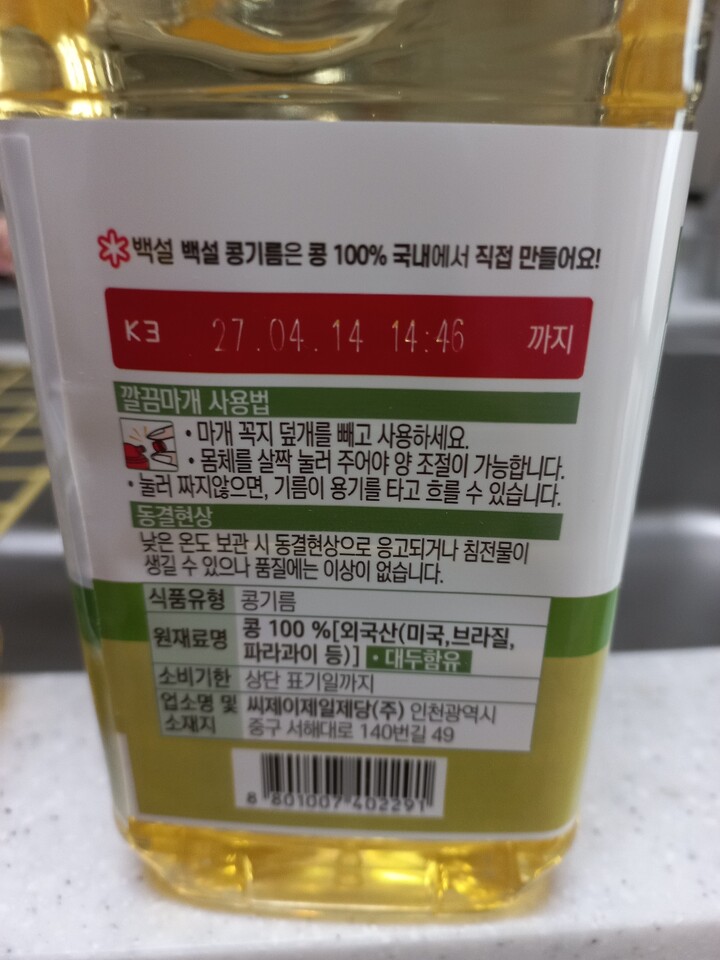 백설 백설 콩기름은 콩 100% 국내에서 직접 만들어요!
K3 27.04.14 14:46 까지
깔끔마개 사용법
• 마개 꼭지 덮개를 빼고 사용하세요.
• 몸체를 살짝 눌러 주어야 양 조절이 가능합니다.
• 눌러 짜지않으면, 기름이 용기를 타고 흐를 수 있습니다.
동결현상
낮은 온도 보관 시 동결현상으로 응고되거나 침전물이
생길 수 있으나 품질에는 이상이 없습니다.
식품유형 콩기름
원재료명 콩 100 %[외국산(미국,브라질,
파라과이 등)] • 대두함유
소비기한 상단 표기일까지
업소명 및 소재지 씨제이제일제당(주) 인천광역시
중구 서해대로 140번길 49
8 801007 402291